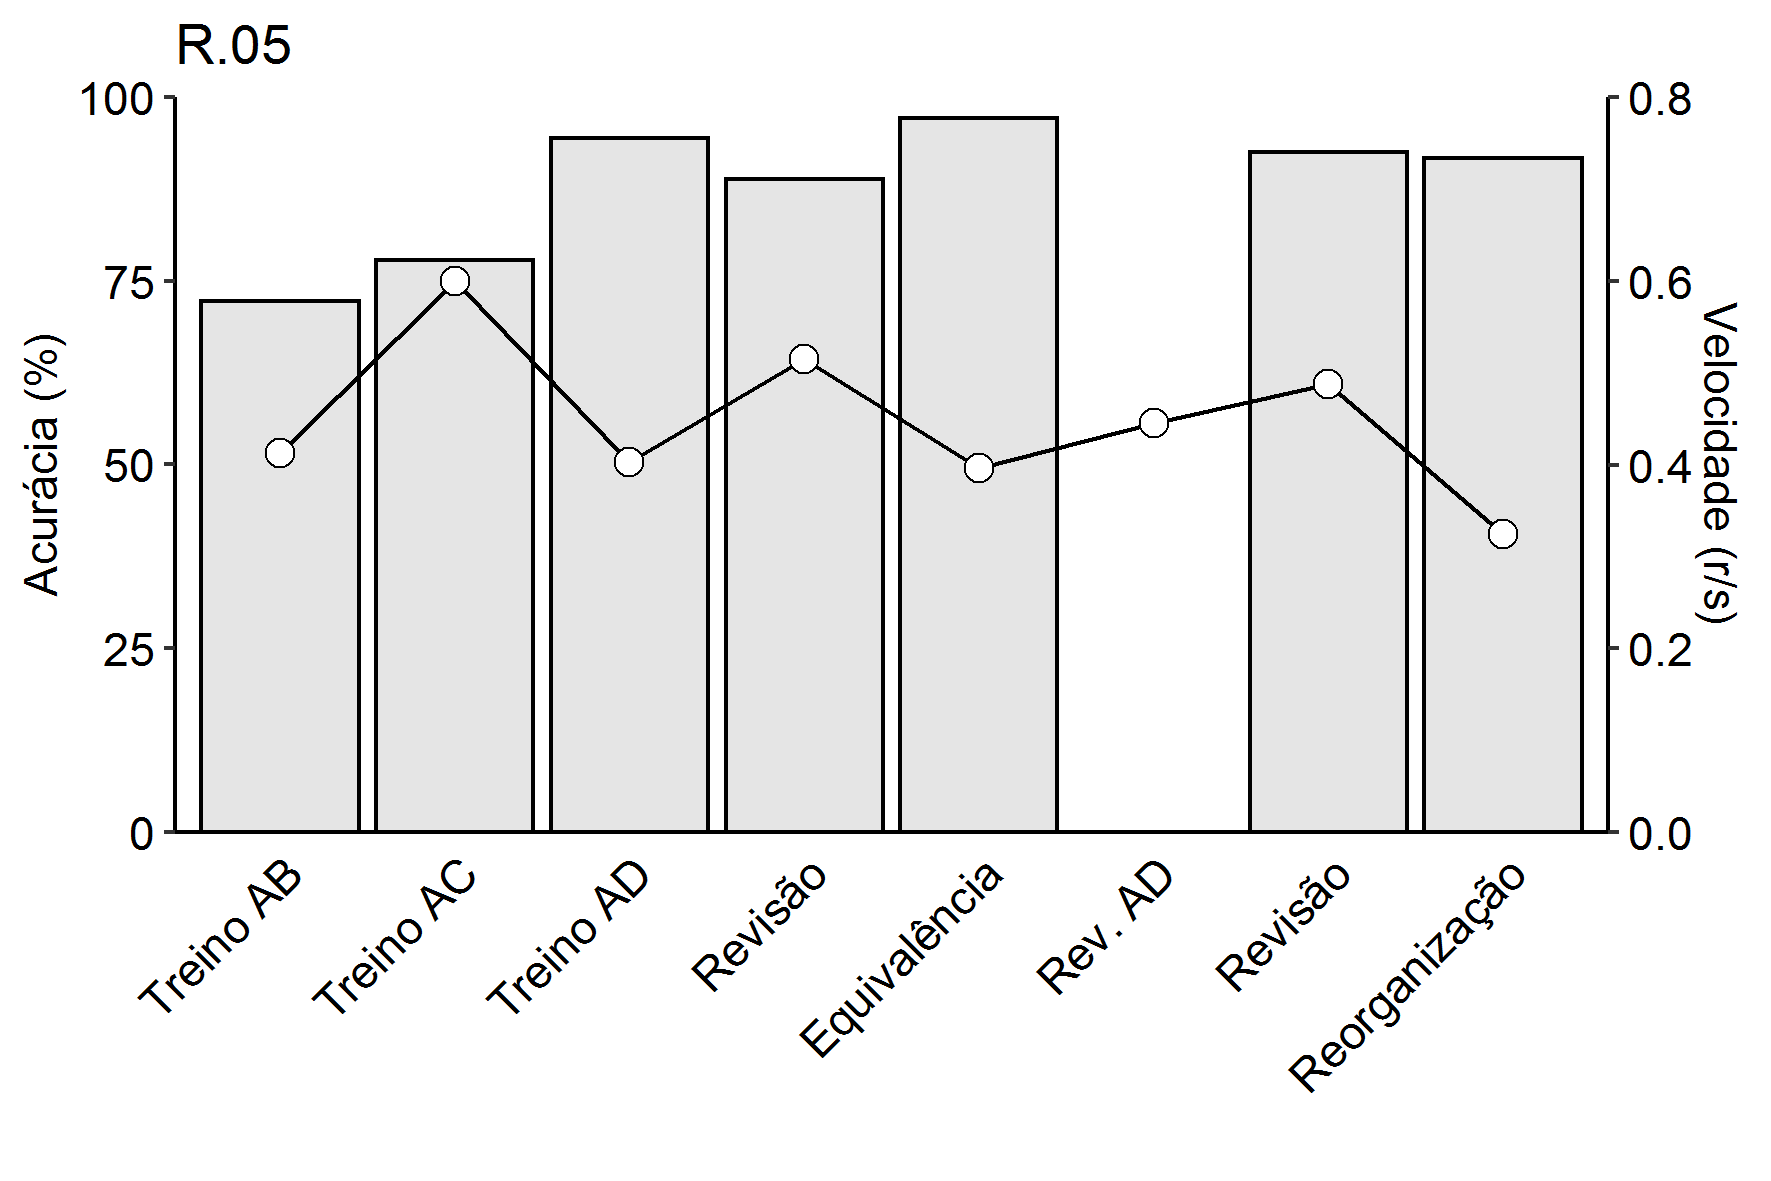 R.05
100
75
50
25
0
Acurácia (%)
0.8
0.6
0.4
0.2
0.0
Velocidade (r/s)
Treino AB
Treino AC
Treino AD
Revisão
Equivalência
Rev. AD
Revisão
Reorganização